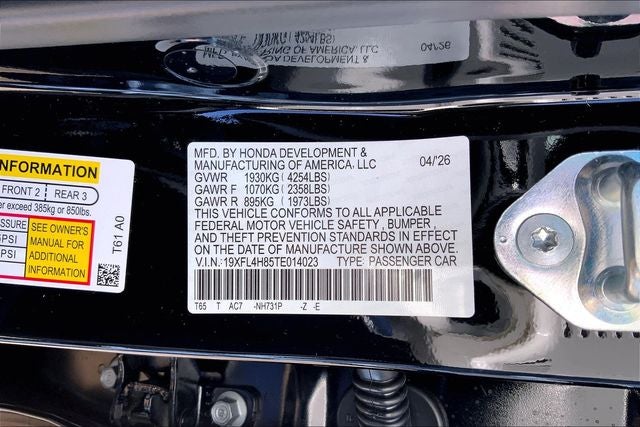 04/26
MFD. BY HONDA DEVELOPMENT &
MANUFACTURING OF AMERICA, LLC 04/26
GVWR 1930KG ( 4254LBS)
GAWR F 1070KG ( 2358LBS)
GAWR R 895KG ( 1973LBS)
THIS VEHICLE CONFORMS TO ALL APPLICABLE
FEDERAL MOTOR VEHICLE SAFETY, BUMPER,
AND THEFT PREVENTION STANDARDS IN EFFECT
ON THE DATE OF MANUFACTURE SHOWN ABOVE.
V.I.N.: 19XFL4H85TE014023 TYPE: PASSENGER CAR
T65 T AC7 -NH731P -Z -E
INFORMATION
FRONT 2 REAR 3
exceed 385kg or 850lbs.
SEE OWNER'S
MANUAL FOR
ADDITIONAL
INFORMATION
PSI
PSI
T61 A0